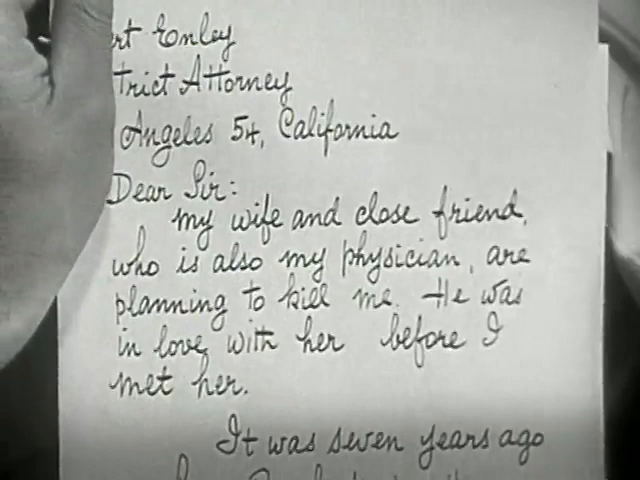 rt Enley
trict Attorney
Angeles 54, California
Dear Sir:
My wife and close friend,
who is also my physician, are
planning to kill me. He was
in love with her before I
met her.
It was seven years ago